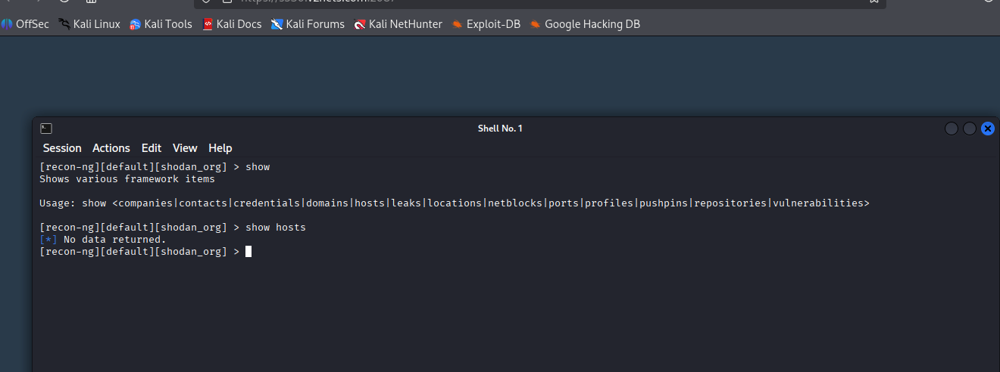 OffSec Kali Linux Kali Tools Kali Docs Kali Forums Kali NetHunter Exploit-DB Google Hacking DB
Shell No. 1
Session Actions Edit View Help
[recon-ng][default][shodan_org] > show
Shows various framework items
Usage: show <companies|contacts|credentials|domains|hosts|leaks|locations|netblocks|ports|profiles|pushpins|repositories|vulnerabilities>
[recon-ng][default][shodan_org] > show hosts
[*] No data returned.
[recon-ng][default][shodan_org] >